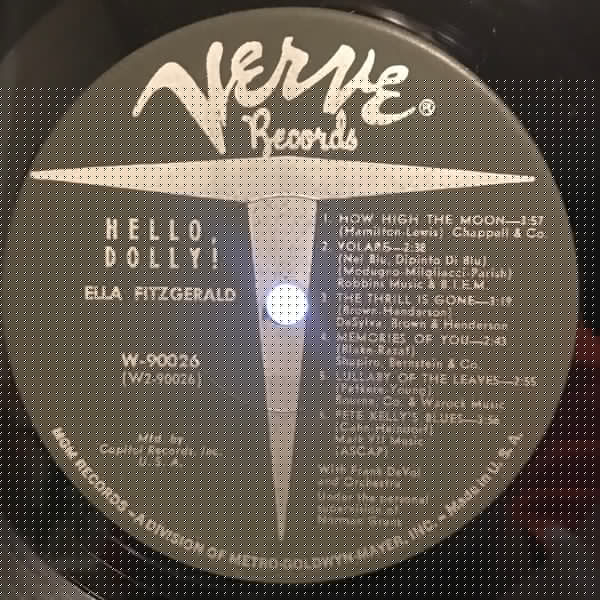 Verve ®
Records
HELLO,
DOLLY!
ELLA FITZGERALD
W-90026
(W2-90026)
Mfd. by
Capitol Records, Inc.
U. S. A.
1. HOW HIGH THE MOON—3:57
(Hamilton-Lewis) Chappell & Co.
2. VOLARE—2:38
(Nel Blu, Dipinto Di Blu)
(Modugno-Migliacci-Parish)
Robbins Music & B.I.E.M.
3. THE THRILL IS GONE—3:19
(Brown-Henderson)
DeSylva, Brown & Henderson
4. MEMORIES OF YOU—2:43
(Blake-Razaf)
Shapiro, Bernstein & Co.
5. LULLABY OF THE LEAVES—2:55
(Petkere-Young)
Bourne, Co. & Warock Music
6. PETE KELLY'S BLUES—3:56
(Cahn-Heindorf)
Mark VII Music
(ASCAP)
With Frank DeVol
and Orchestra
Under the personal
supervision of
Norman Granz
MGM RECORDS – A DIVISION OF METRO-GOLDWYN-MAYER, INC. – Made in U. S. A.